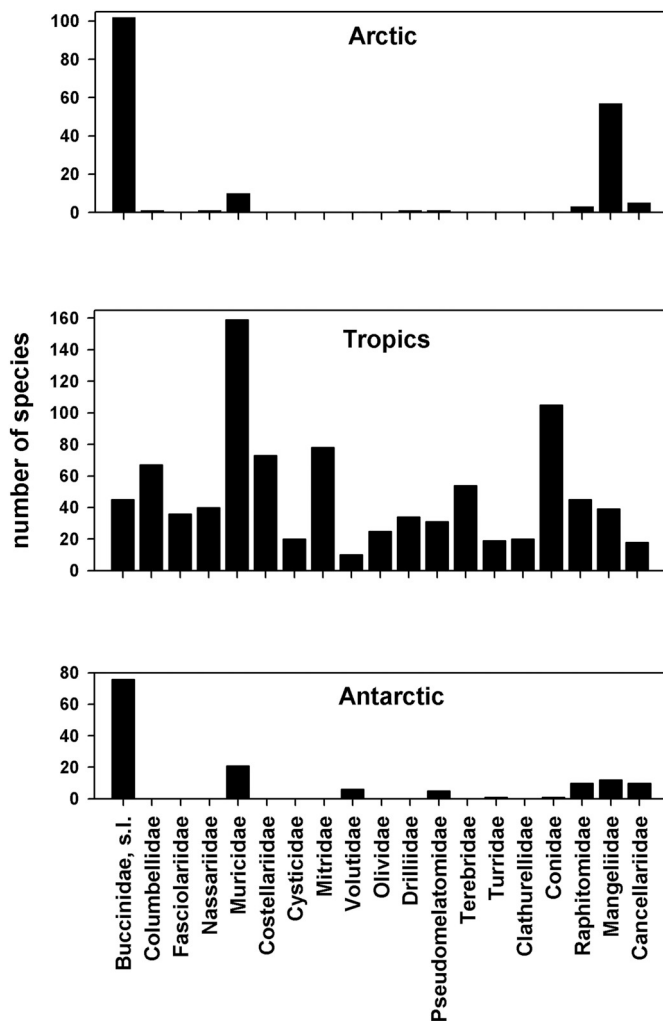 Arctic
100
80
60
40
20
0
Tropics
160
140
120
100
80
60
40
20
0
number of species
Antarctic
80
60
40
20
0
Buccinidae, s.l.
Columbellidae
Fasciolariidae
Nassariidae
Muricidae
Costellariidae
Cysticidae
Mitridae
Volutidae
Olividae
Drilliidae
Pseudomelatomidae
Terebridae
Turridae
Clathurellidae
Conidae
Raphitomidae
Mangeliidae
Cancellariidae